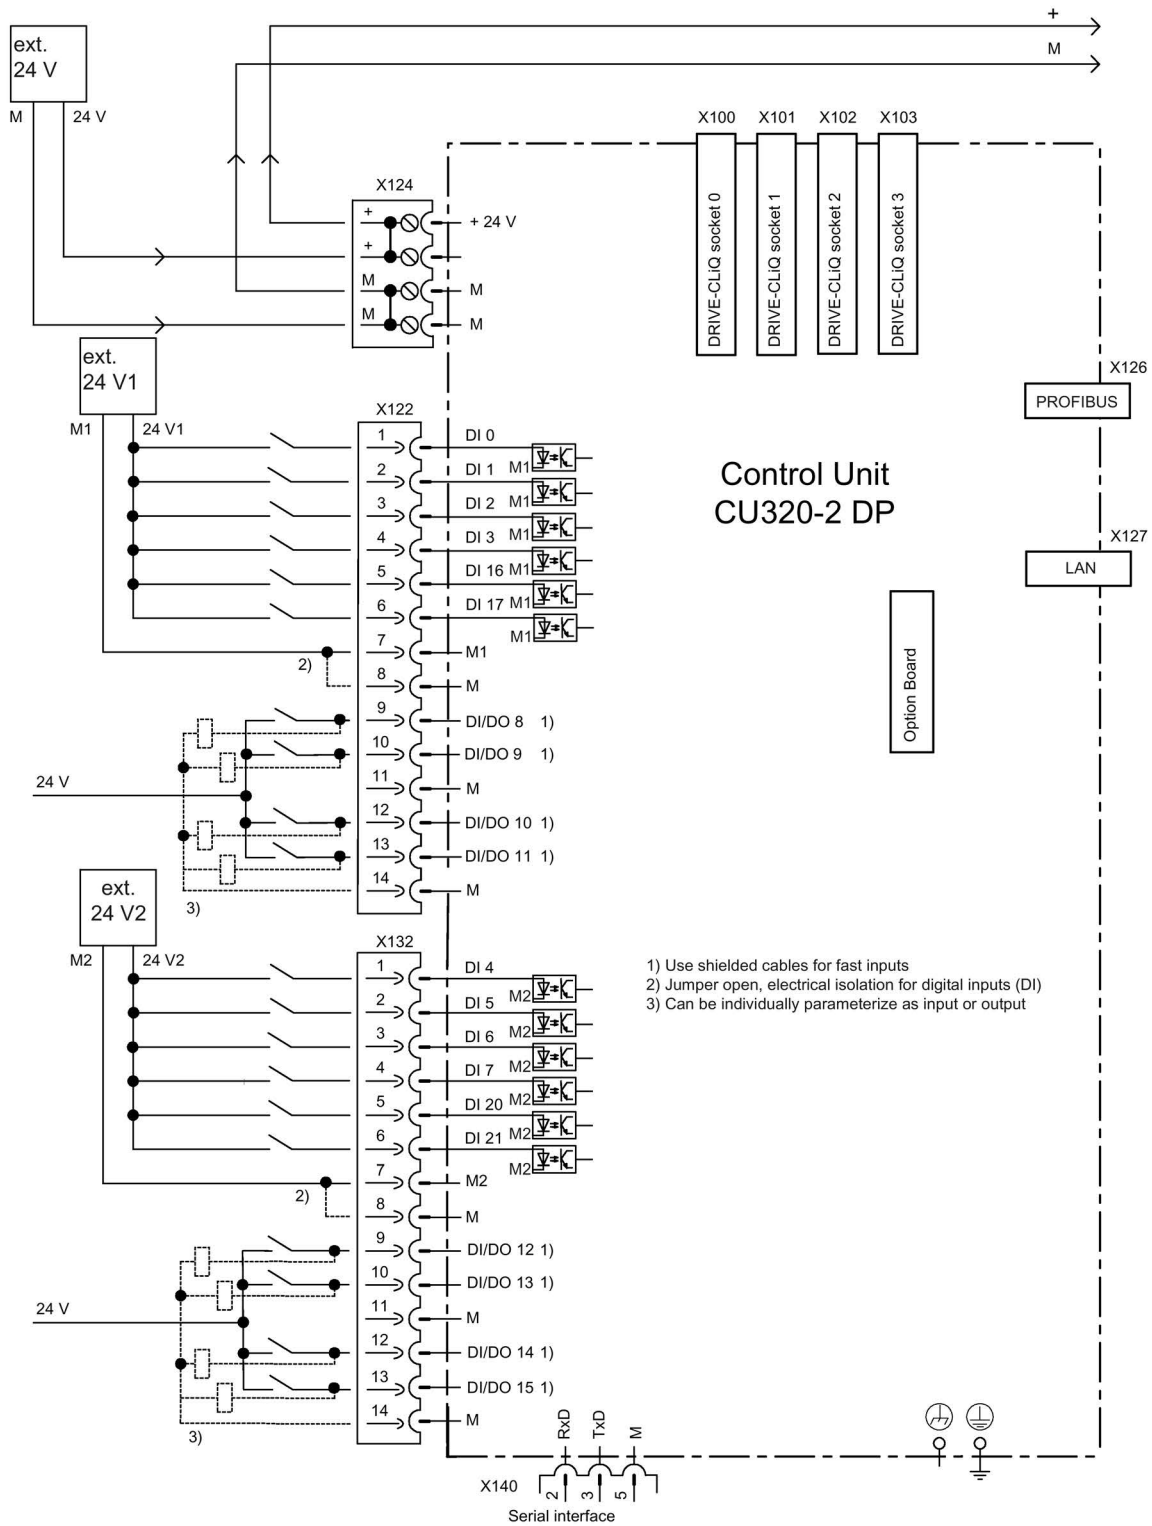 +
M
ext.
24 V
M 24 V
X100 X101 X102 X103
DRIVE-CLiQ socket 0
DRIVE-CLiQ socket 1
DRIVE-CLiQ socket 2
DRIVE-CLiQ socket 3
X124
+ + 24 V
+
M M
M M
ext.
24 V1
M1 24 V1
X126
PROFIBUS
X122
1 DI 0 M1
2 DI 1 M1
3 DI 2 M1
4 DI 3 M1
5 DI 16 M1
6 DI 17 M1
7 M1
2)
8 M
9 DI/DO 8 1)
10 DI/DO 9 1)
24 V
11 M
12 DI/DO 10 1)
13 DI/DO 11 1)
14 M
3)
Control Unit
CU320-2 DP
X127
LAN
Option Board
ext.
24 V2
M2 24 V2
X132
1 DI 4 M2
2 DI 5 M2
3 DI 6 M2
4 DI 7 M2
5 DI 20 M2
6 DI 21 M2
7 M2
2)
8 M
9 DI/DO 12 1)
10 DI/DO 13 1)
24 V
11 M
12 DI/DO 14 1)
13 DI/DO 15 1)
14 M
3)
1) Use shielded cables for fast inputs
2) Jumper open, electrical isolation for digital inputs (DI)
3) Can be individually parameterize as input or output
RxD TxD M
X140
2 3 5
Serial interface